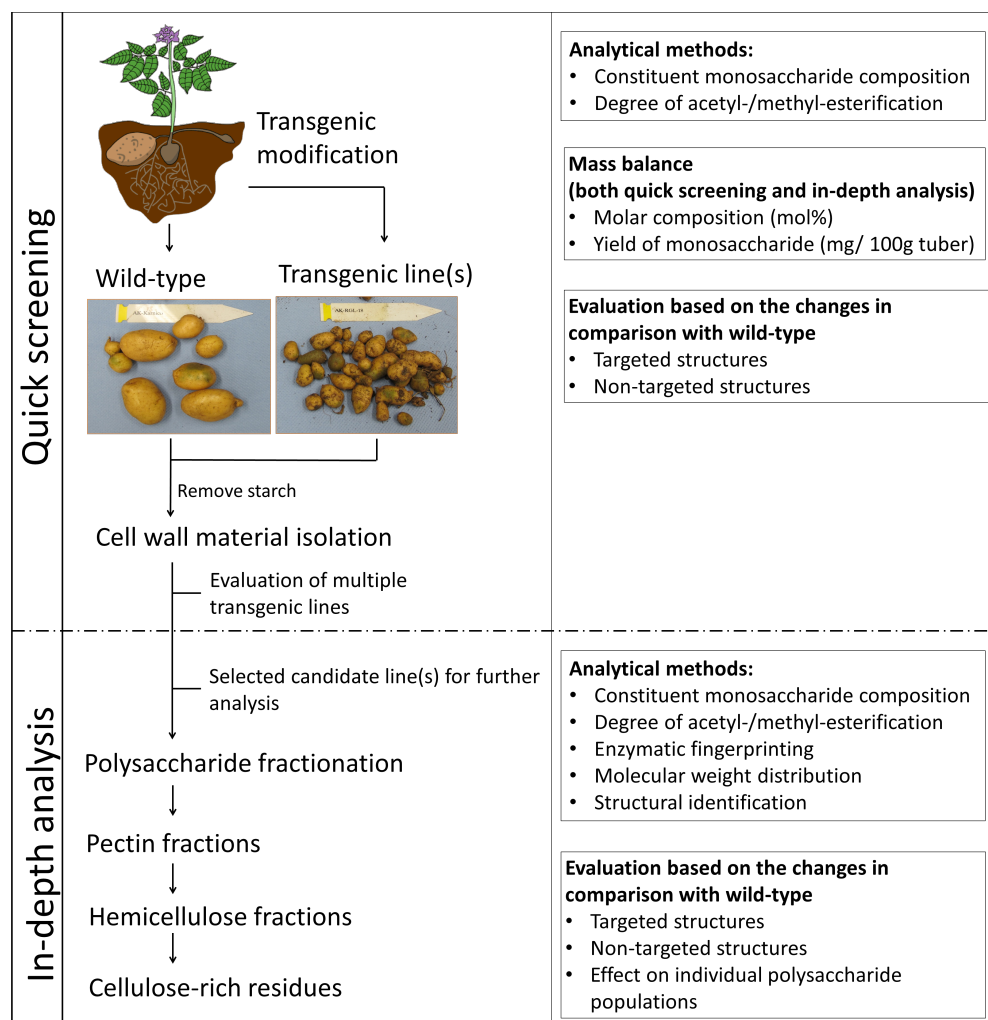 Quick screening
Transgenic
modification
Wild-type
Transgenic line(s)
AK-RGL-18
Remove starch
Cell wall material isolation
Evaluation of multiple
transgenic lines
Analytical methods:
• Constituent monosaccharide composition
• Degree of acetyl-/methyl-esterification
Mass balance
(both quick screening and in-depth analysis)
• Molar composition (mol%)
• Yield of monosaccharide (mg/ 100g tuber)
Evaluation based on the changes in
comparison with wild-type
• Targeted structures
• Non-targeted structures
In-depth analysis
Selected candidate line(s) for further
analysis
Polysaccharide fractionation
Pectin fractions
Hemicellulose fractions
Cellulose-rich residues
Analytical methods:
• Constituent monosaccharide composition
• Degree of acetyl-/methyl-esterification
• Enzymatic fingerprinting
• Molecular weight distribution
• Structural identification
Evaluation based on the changes in
comparison with wild-type
• Targeted structures
• Non-targeted structures
• Effect on individual polysaccharide
populations